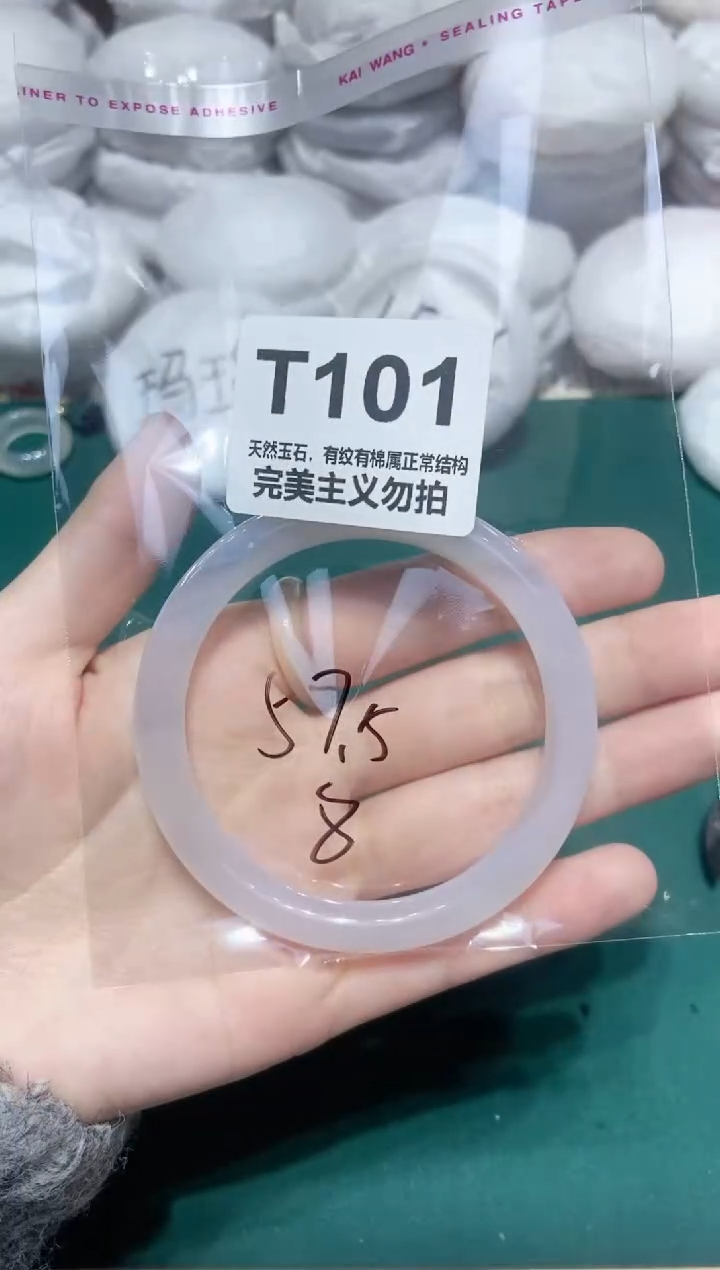 INER TO EXPOSE ADHESIVE
KAI WANG • SEALING TAPE
T101
天然玉石，有纹有棉属正常结构
完美主义勿拍
57.5
8